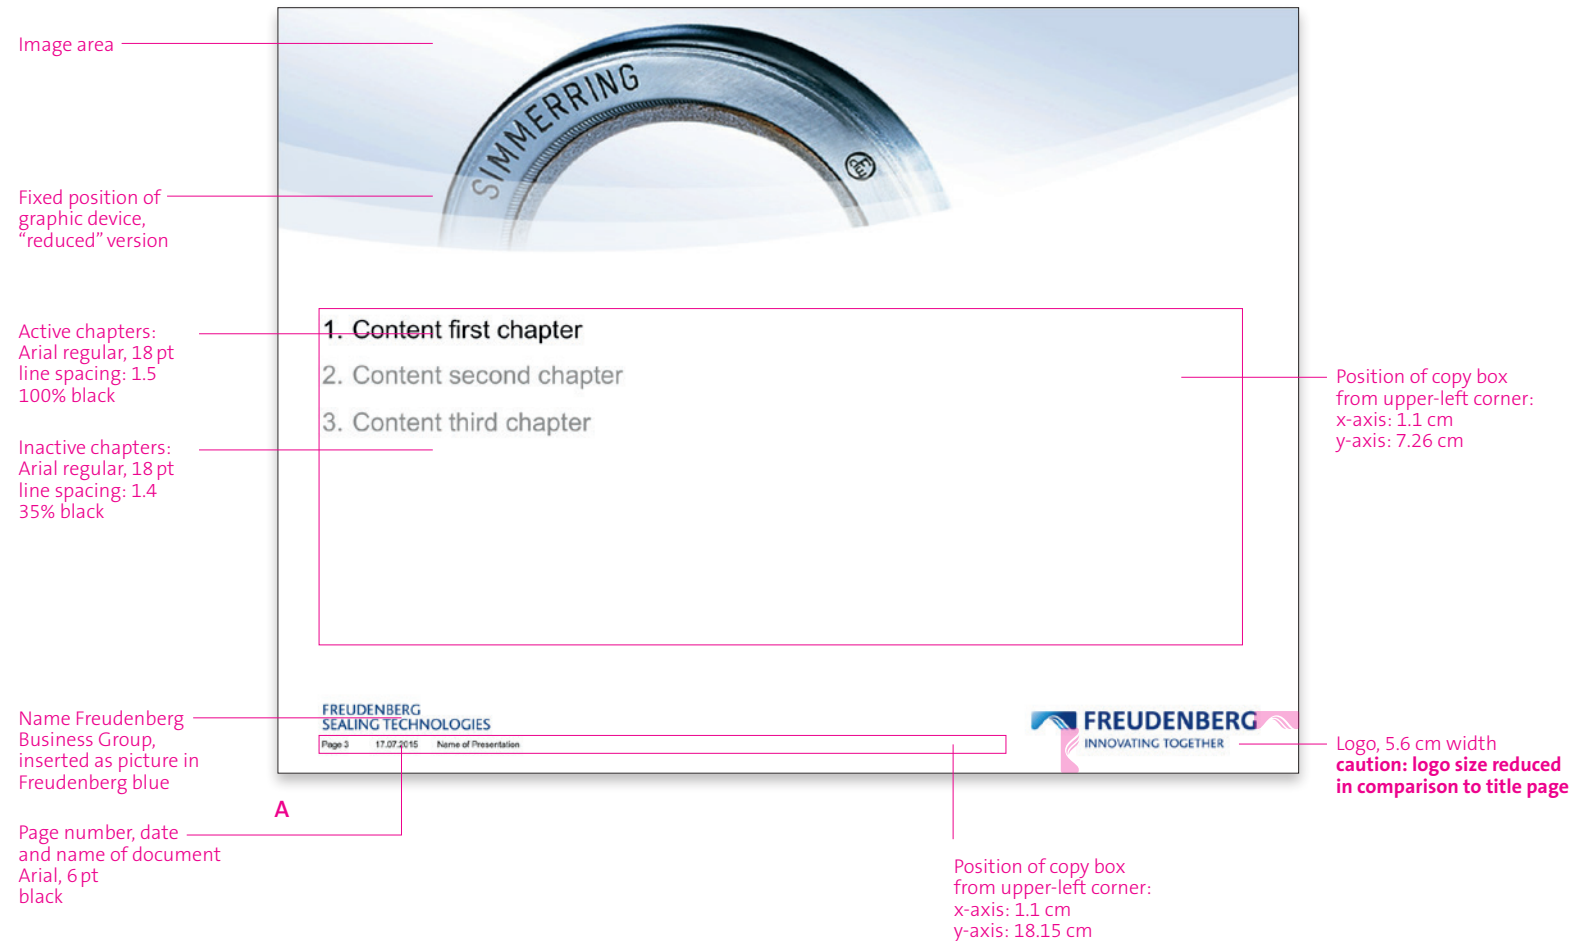 Image area
SIMMERRING
Fixed position of
graphic device,
“reduced” version
Active chapters:
Arial regular, 18 pt
line spacing: 1.5
100% black
1. Content first chapter
2. Content second chapter
3. Content third chapter
Position of copy box
from upper-left corner:
x-axis: 1.1 cm
y-axis: 7.26 cm
Inactive chapters:
Arial regular, 18 pt
line spacing: 1.4
35% black
Name Freudenberg
Business Group,
inserted as picture in
Freudenberg blue
FREUDENBERG
SEALING TECHNOLOGIES
Page 3 17.07.2015 Name of Presentation
FREUDENBERG
INNOVATING TOGETHER
Logo, 5.6 cm width
caution: logo size reduced
in comparison to title page
A
Page number, date
and name of document
Arial, 6 pt
black
Position of copy box
from upper-left corner:
x-axis: 1.1 cm
y-axis: 18.15 cm